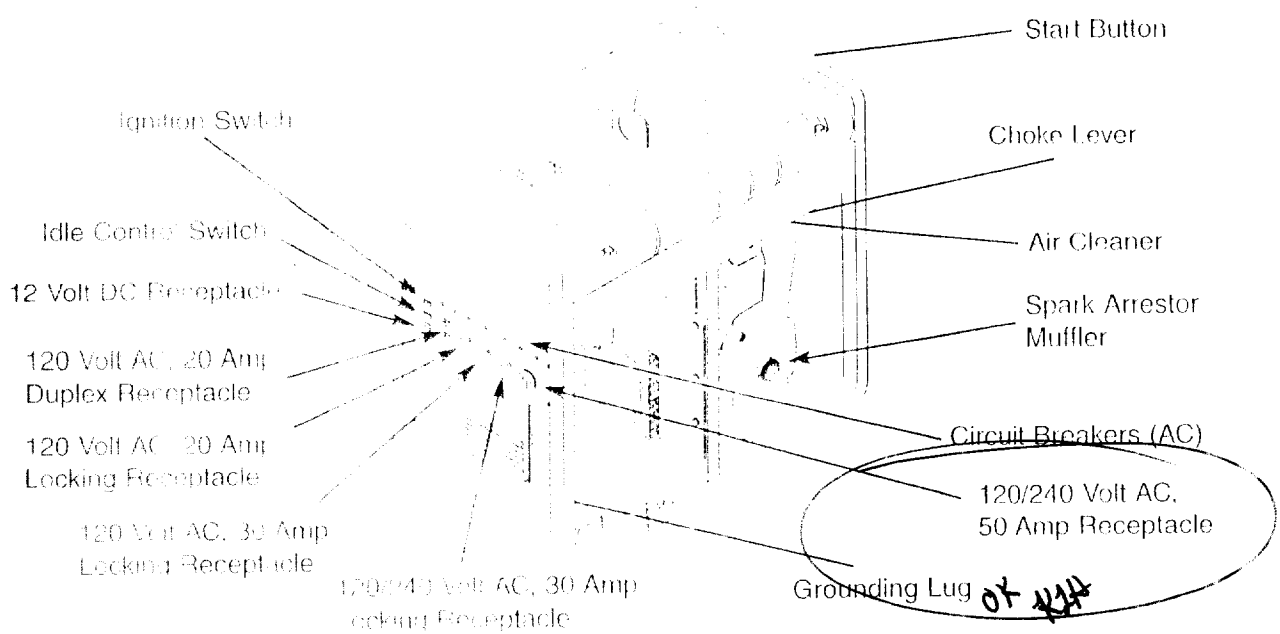 Start Button
Ignition Switch
Choke Lever
Idle Control Switch
Air Cleaner
12 Volt DC Receptacle
Spark Arrestor
Muffler
120 Volt AC, 20 Amp
Duplex Receptacle
120 Volt AC, 20 Amp
Locking Receptacle
Circuit Breakers (AC)
120/240 Volt AC,
50 Amp Receptacle
120 Volt AC, 30 Amp
Locking Receptacle
120/240 Volt AC, 30 Amp
Locking Receptacle
Grounding Lug
OK KJH